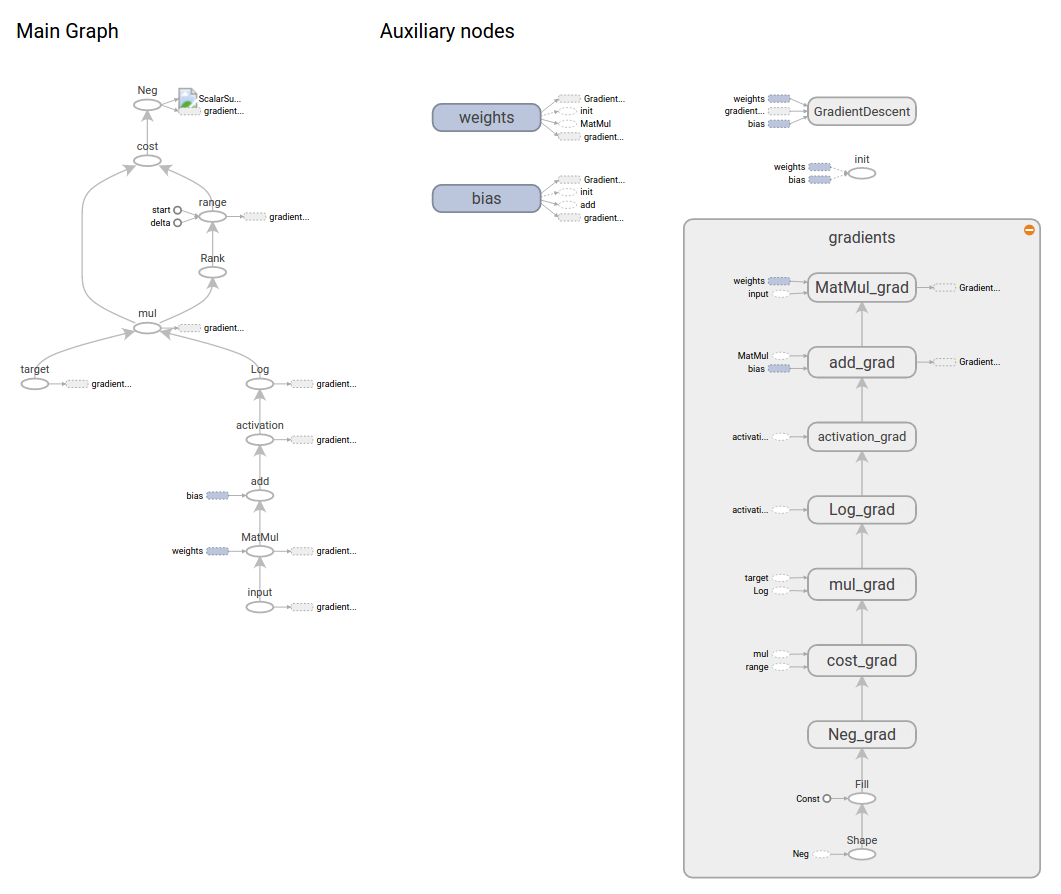 Main Graph
Neg
ScalarSu...
gradient...
cost
range
start
delta
gradient...
Rank
mul
gradient...
target
gradient...
Log
gradient...
activation
gradient...
add
bias
MatMul
weights
gradient...
input
gradient...
Auxiliary nodes
weights
Gradient...
init
MatMul
gradient...
bias
Gradient...
init
add
gradient...
weights
gradient...
bias
GradientDescent
init
weights
bias
gradients
weights
input
MatMul_grad
Gradient...
MatMul
bias
add_grad
Gradient...
activati...
activation_grad
activati...
Log_grad
target
Log
mul_grad
mul
range
cost_grad
Neg_grad
Fill
Const
Shape
Neg